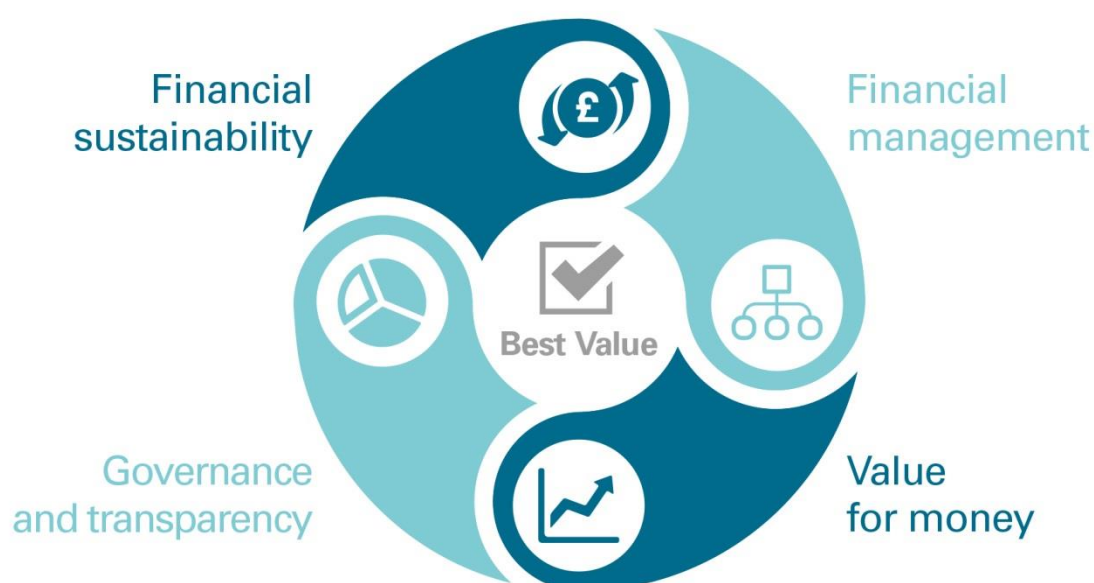 Financial
sustainability
Financial
management
£
Best Value
Governance
and transparency
Value
for money